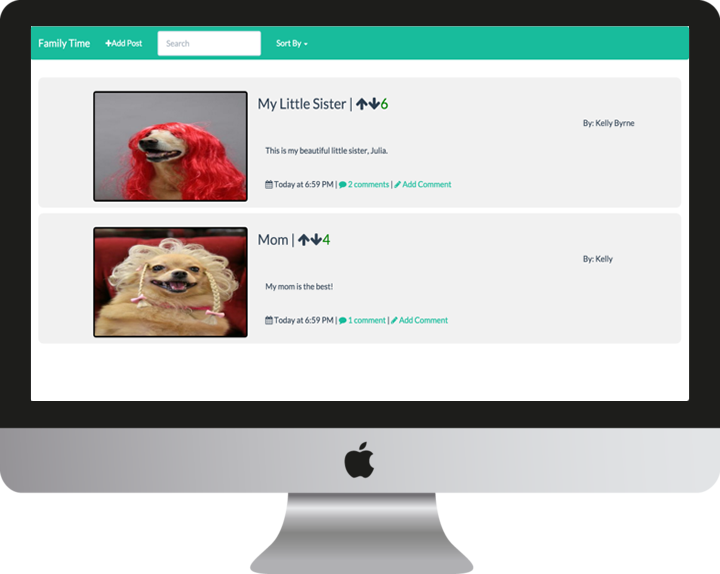 Family Time +Add Post Search Sort By
My Little Sister | 6
By: Kelly Byrne
This is my beautiful little sister, Julia.
Today at 6:59 PM | 2 comments | Add Comment
Mom | 4
By: Kelly
My mom is the best!
Today at 6:59 PM | 1 comment | Add Comment